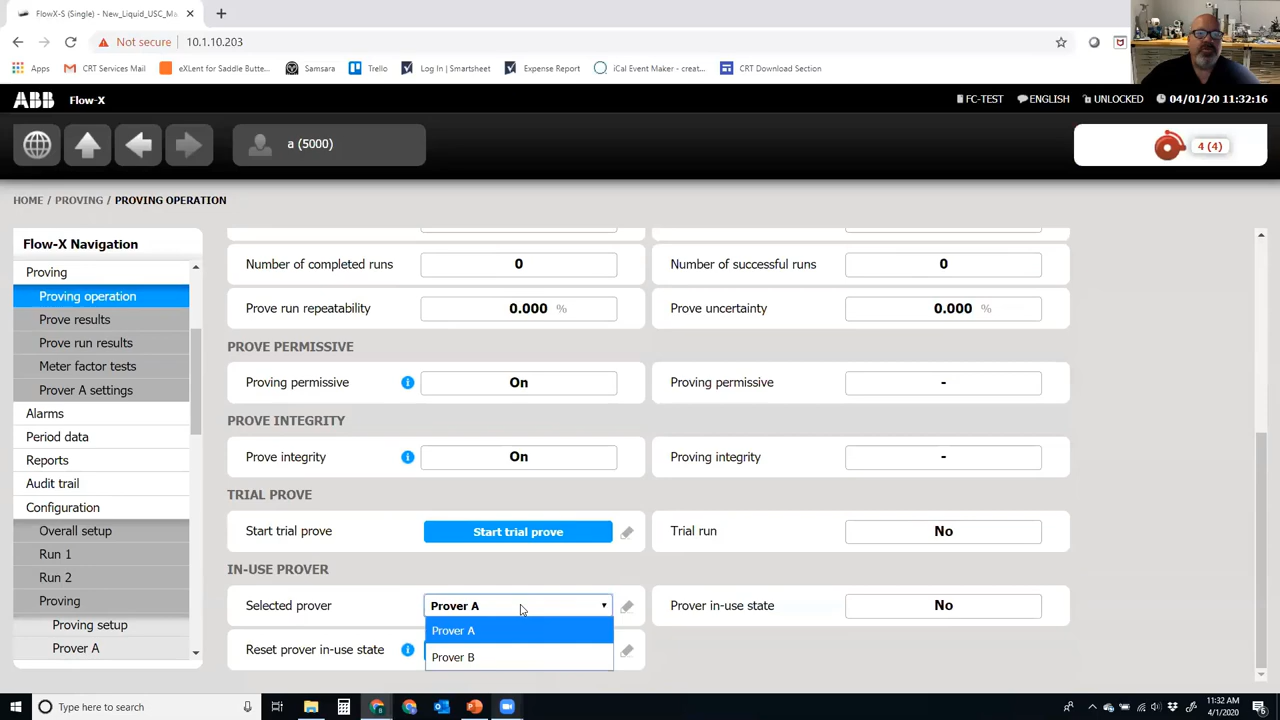 FlowX-S (Single) - New_Liquid_USC_M
Not secure 10.1.10.203
Apps CRT Services Mail eXLent for Saddle Butte... Samsara Trello Log In | Smartsheet Expense Report iCal Event Maker - creat... CRT Download Section
ABB Flow-X FC-TEST ENGLISH UNLOCKED 04/01/20 11:32:16
a (5000) 4 (4)
HOME / PROVING / PROVING OPERATION
Flow-X Navigation
Proving
Proving operation
Prove results
Prove run results
Meter factor tests
Prover A settings
Alarms
Period data
Reports
Audit trail
Configuration
Overall setup
Run 1
Run 2
Proving
Proving setup
Prover A
Number of completed runs 0 Number of successful runs 0
Prove run repeatability 0.000 % Prove uncertainty 0.000 %
PROVE PERMISSIVE
Proving permissive On Proving permissive -
PROVE INTEGRITY
Prove integrity On Proving integrity -
TRIAL PROVE
Start trial prove Start trial prove Trial run No
IN-USE PROVER
Selected prover Prover A Prover in-use state No
Prover A
Reset prover in-use state
Prover B
Type here to search 11:32 AM
4/1/2020